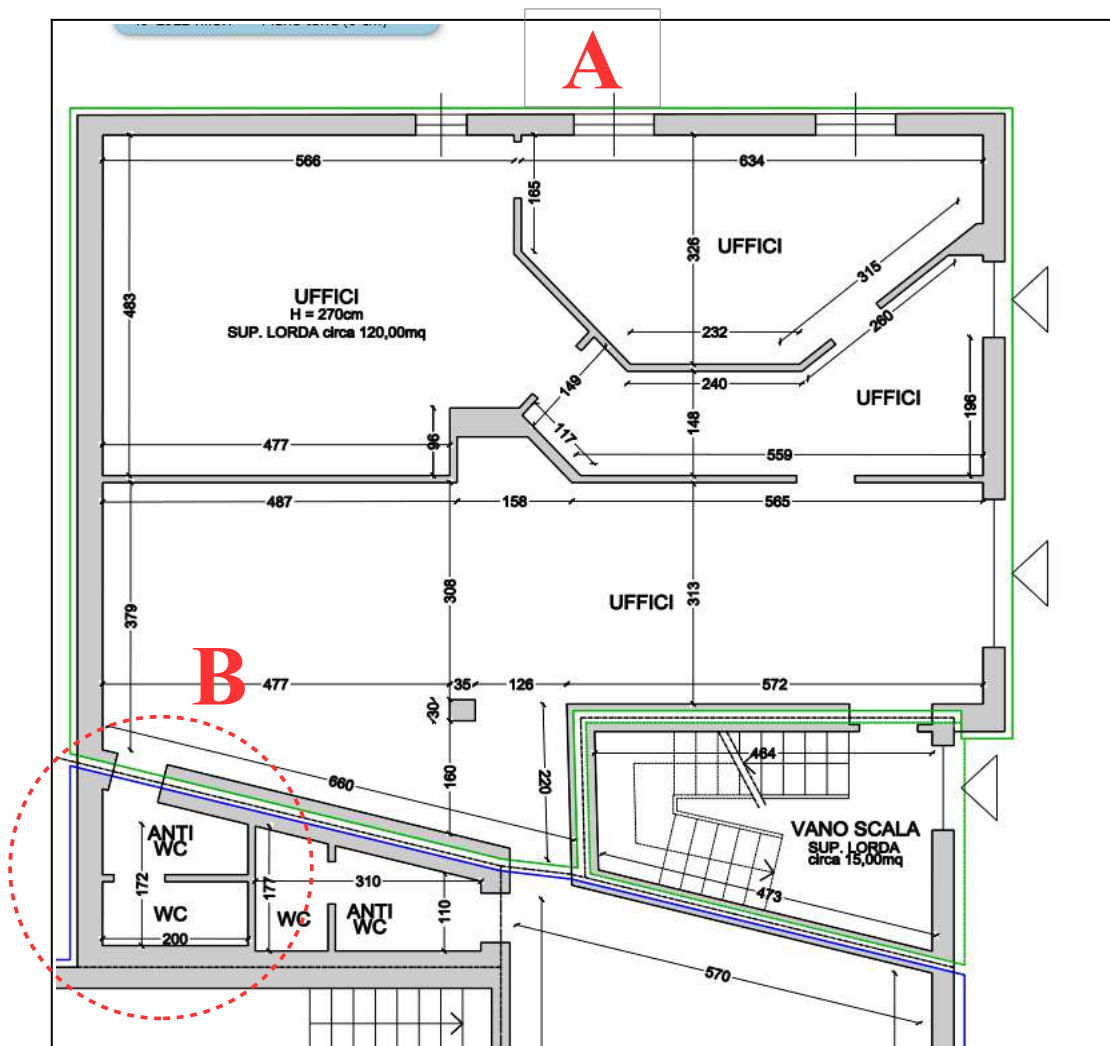 A
566
634
165
326
UFFICI
315
483
UFFICI
H = 270cm
SUP. LORDA circa 120,00mq
232
260
240
149
148
UFFICI
196
96
117
477
559
487
158
565
379
308
UFFICI
313
B
477
35
126
572
30
660
160
220
464
ANTI
WC
VANO SCALA
SUP. LORDA
circa 15,00mq
172
177
310
110
473
WC
WC
ANTI
WC
200
570